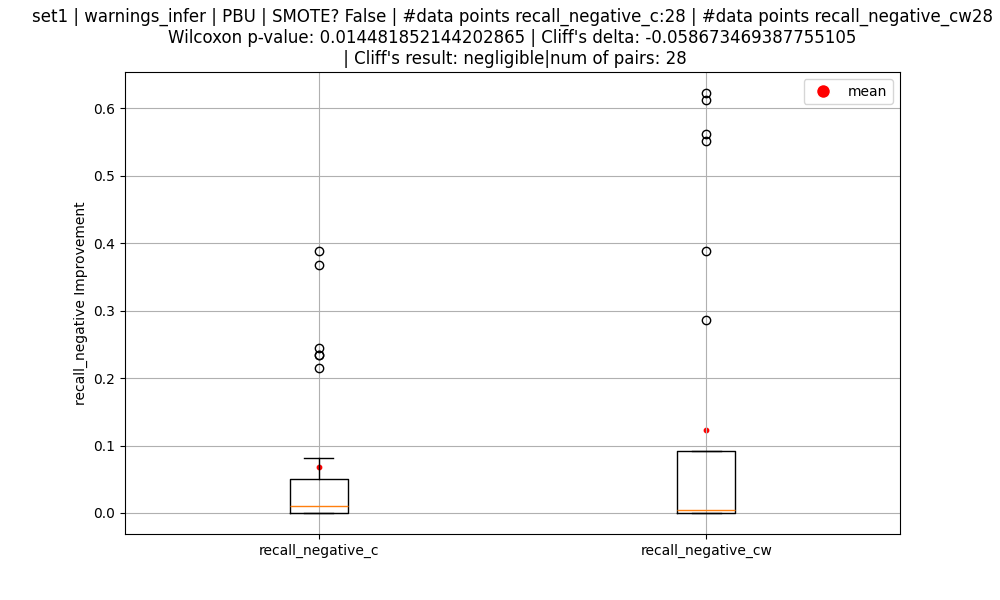 set1 | warnings_infer | PBU | SMOTE? False | #data points recall_negative_c:28 | #data points recall_negative_cw28
Wilcoxon p-value: 0.014481852144202865 | Cliff's delta: -0.058673469387755105
| Cliff's result: negligible|num of pairs: 28
mean
0.6
0.5
0.4
0.3
0.2
0.1
0.0
recall_negative Improvement
recall_negative_c
recall_negative_cw